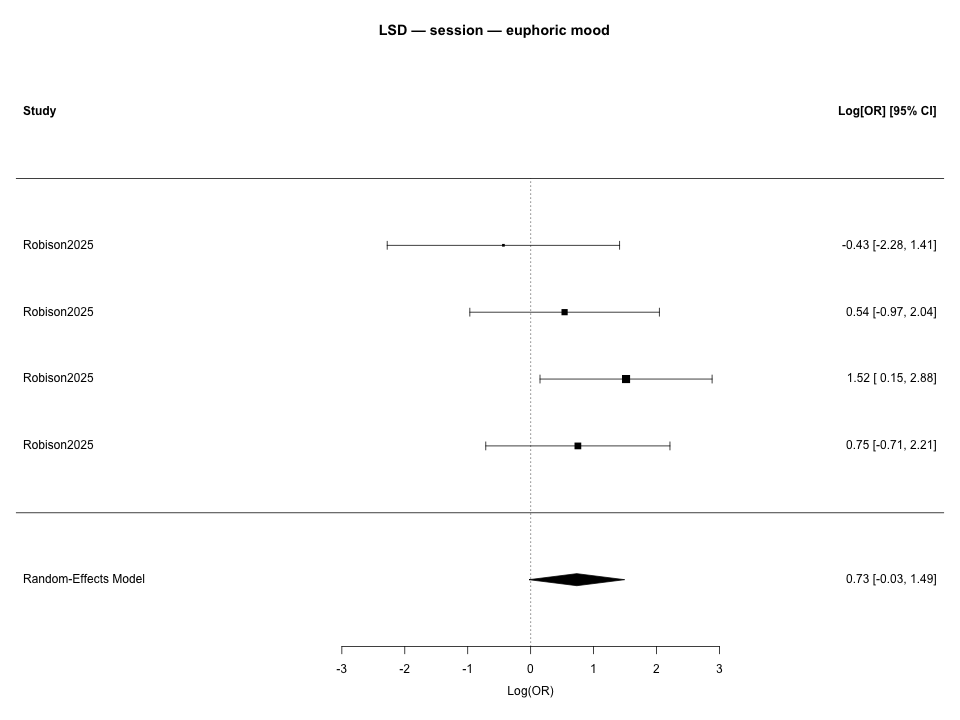 LSD — session — euphoric mood
Study Log[OR] [95% CI]
Robison2025 -0.43 [-2.28, 1.41]
Robison2025 0.54 [-0.97, 2.04]
Robison2025 1.52 [ 0.15, 2.88]
Robison2025 0.75 [-0.71, 2.21]
Random-Effects Model 0.73 [-0.03, 1.49]
-3 -2 -1 0 1 2 3
Log(OR)